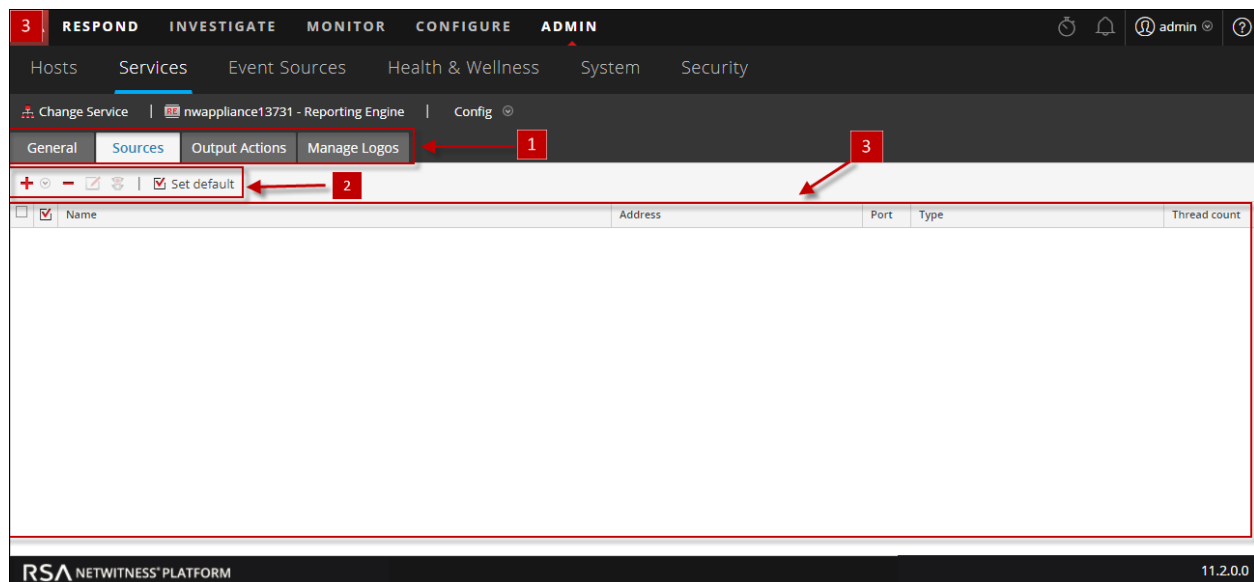 3 RESPOND INVESTIGATE MONITOR CONFIGURE ADMIN admin ?
Hosts Services Event Sources Health & Wellness System Security
Change Service | RE nwappliance13731 - Reporting Engine | Config
General Sources Output Actions Manage Logos 1 3
Set default 2
Name Address Port Type Thread count
RSA NETWITNESS® PLATFORM 11.2.0.0